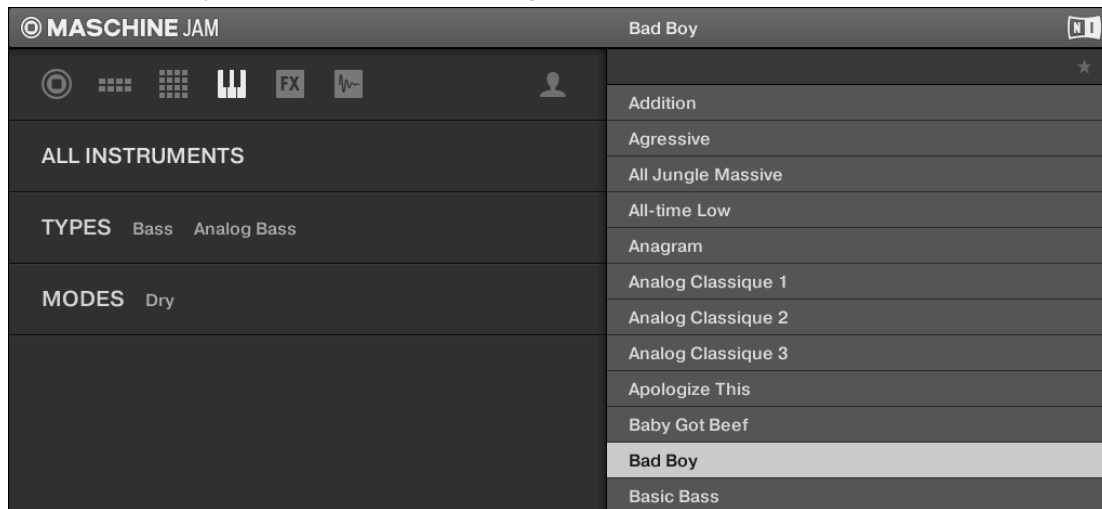 MASCHINE JAM
Bad Boy
NI
FX
ALL INSTRUMENTS
TYPES Bass Analog Bass
MODES Dry
Addition
Agressive
All Jungle Massive
All-time Low
Anagram
Analog Classique 1
Analog Classique 2
Analog Classique 3
Apologize This
Baby Got Beef
Bad Boy
Basic Bass